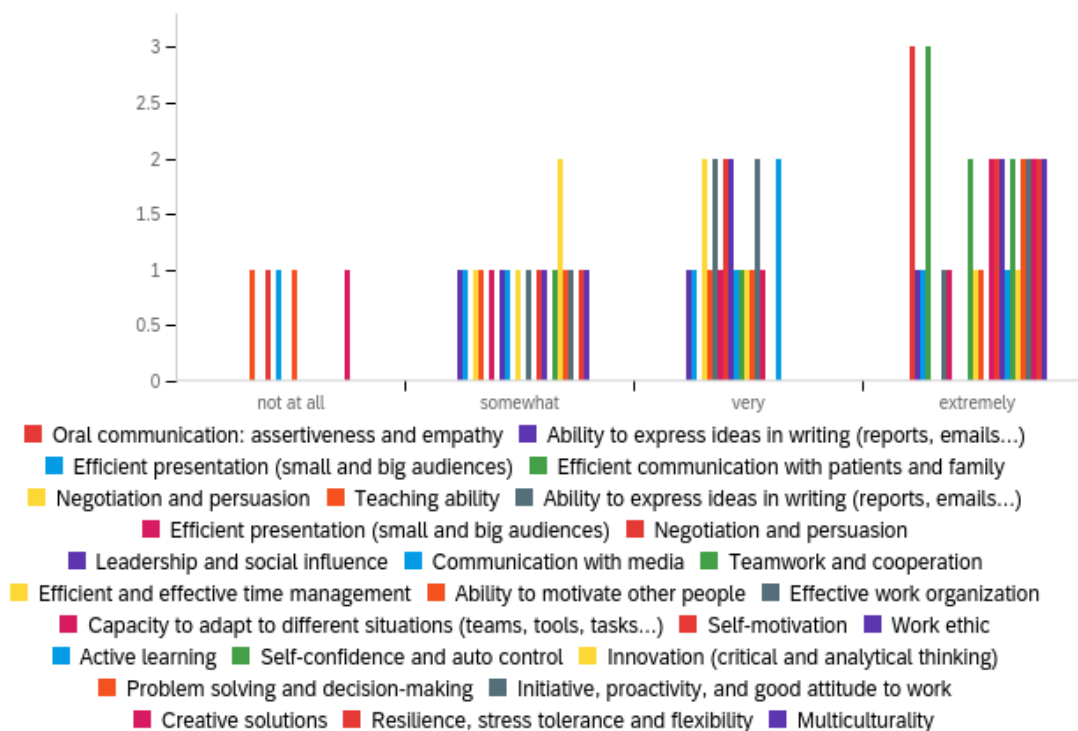 3
2.5
2
1.5
1
0.5
0
not at all somewhat very extremely
Oral communication: assertiveness and empathy Ability to express ideas in writing (reports, emails...)
Efficient presentation (small and big audiences) Efficient communication with patients and family
Negotiation and persuasion Teaching ability Ability to express ideas in writing (reports, emails...)
Efficient presentation (small and big audiences) Negotiation and persuasion
Leadership and social influence Communication with media Teamwork and cooperation
Efficient and effective time management Ability to motivate other people Effective work organization
Capacity to adapt to different situations (teams, tools, tasks...) Self-motivation Work ethic
Active learning Self-confidence and auto control Innovation (critical and analytical thinking)
Problem solving and decision-making Initiative, proactivity, and good attitude to work
Creative solutions Resilience, stress tolerance and flexibility Multiculturality